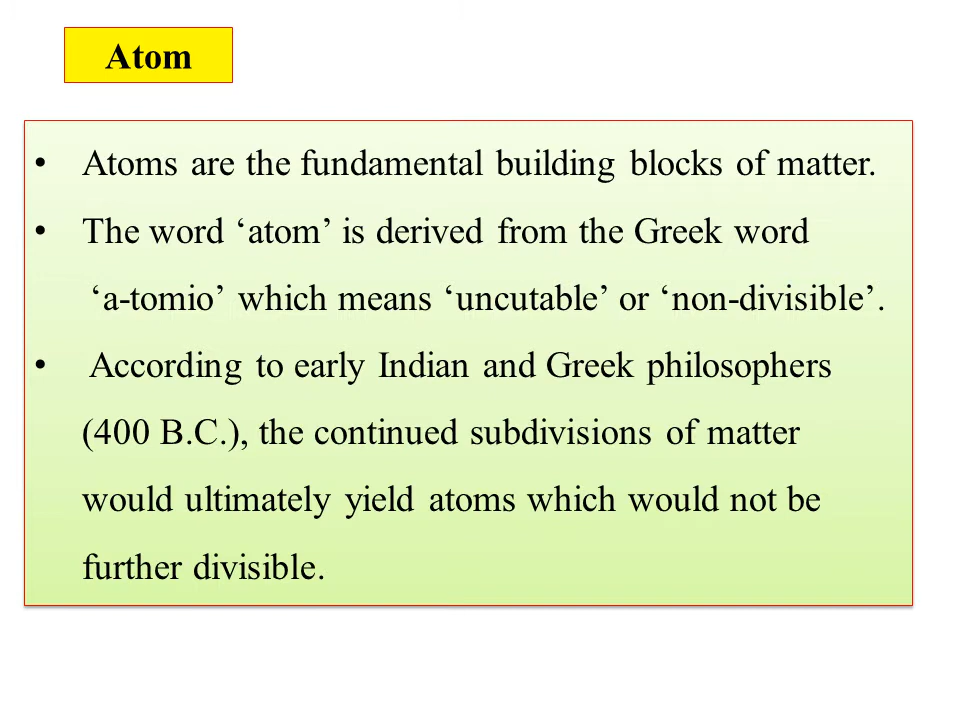 Atom
• Atoms are the fundamental building blocks of matter.
• The word ‘atom’ is derived from the Greek word
‘a-tomio’ which means ‘uncutable’ or ‘non-divisible’.
• According to early Indian and Greek philosophers
(400 B.C.), the continued subdivisions of matter
would ultimately yield atoms which would not be
further divisible.